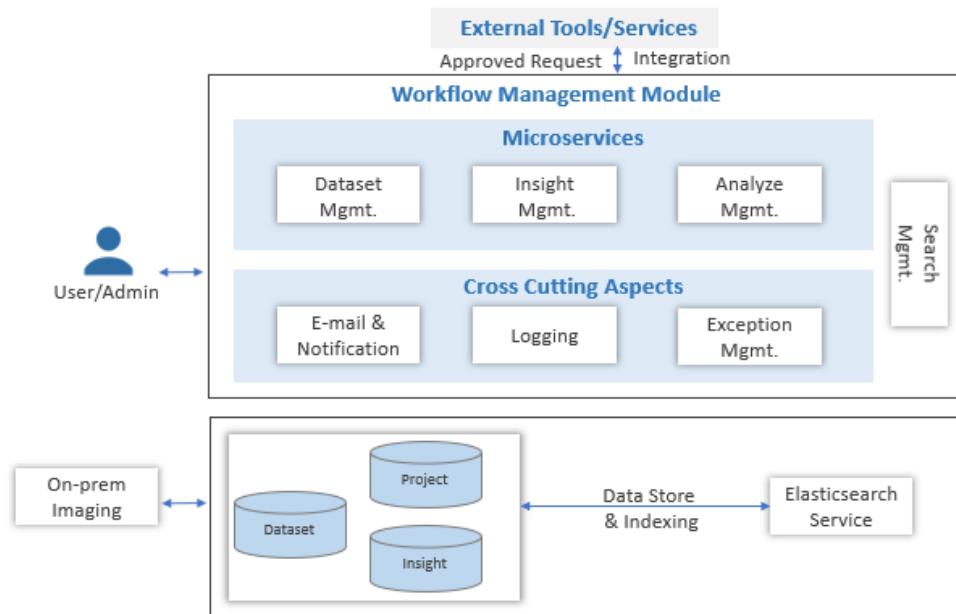 External Tools/Services
Approved Request
Integration
Workflow Management Module
Microservices
Dataset
Mgmt.
Insight
Mgmt.
Analyze
Mgmt.
Search
Mgmt.
User/Admin
Cross Cutting Aspects
E-mail &
Notification
Logging
Exception
Mgmt.
On-prem
Imaging
Dataset
Project
Insight
Data Store
& Indexing
Elasticsearch
Service